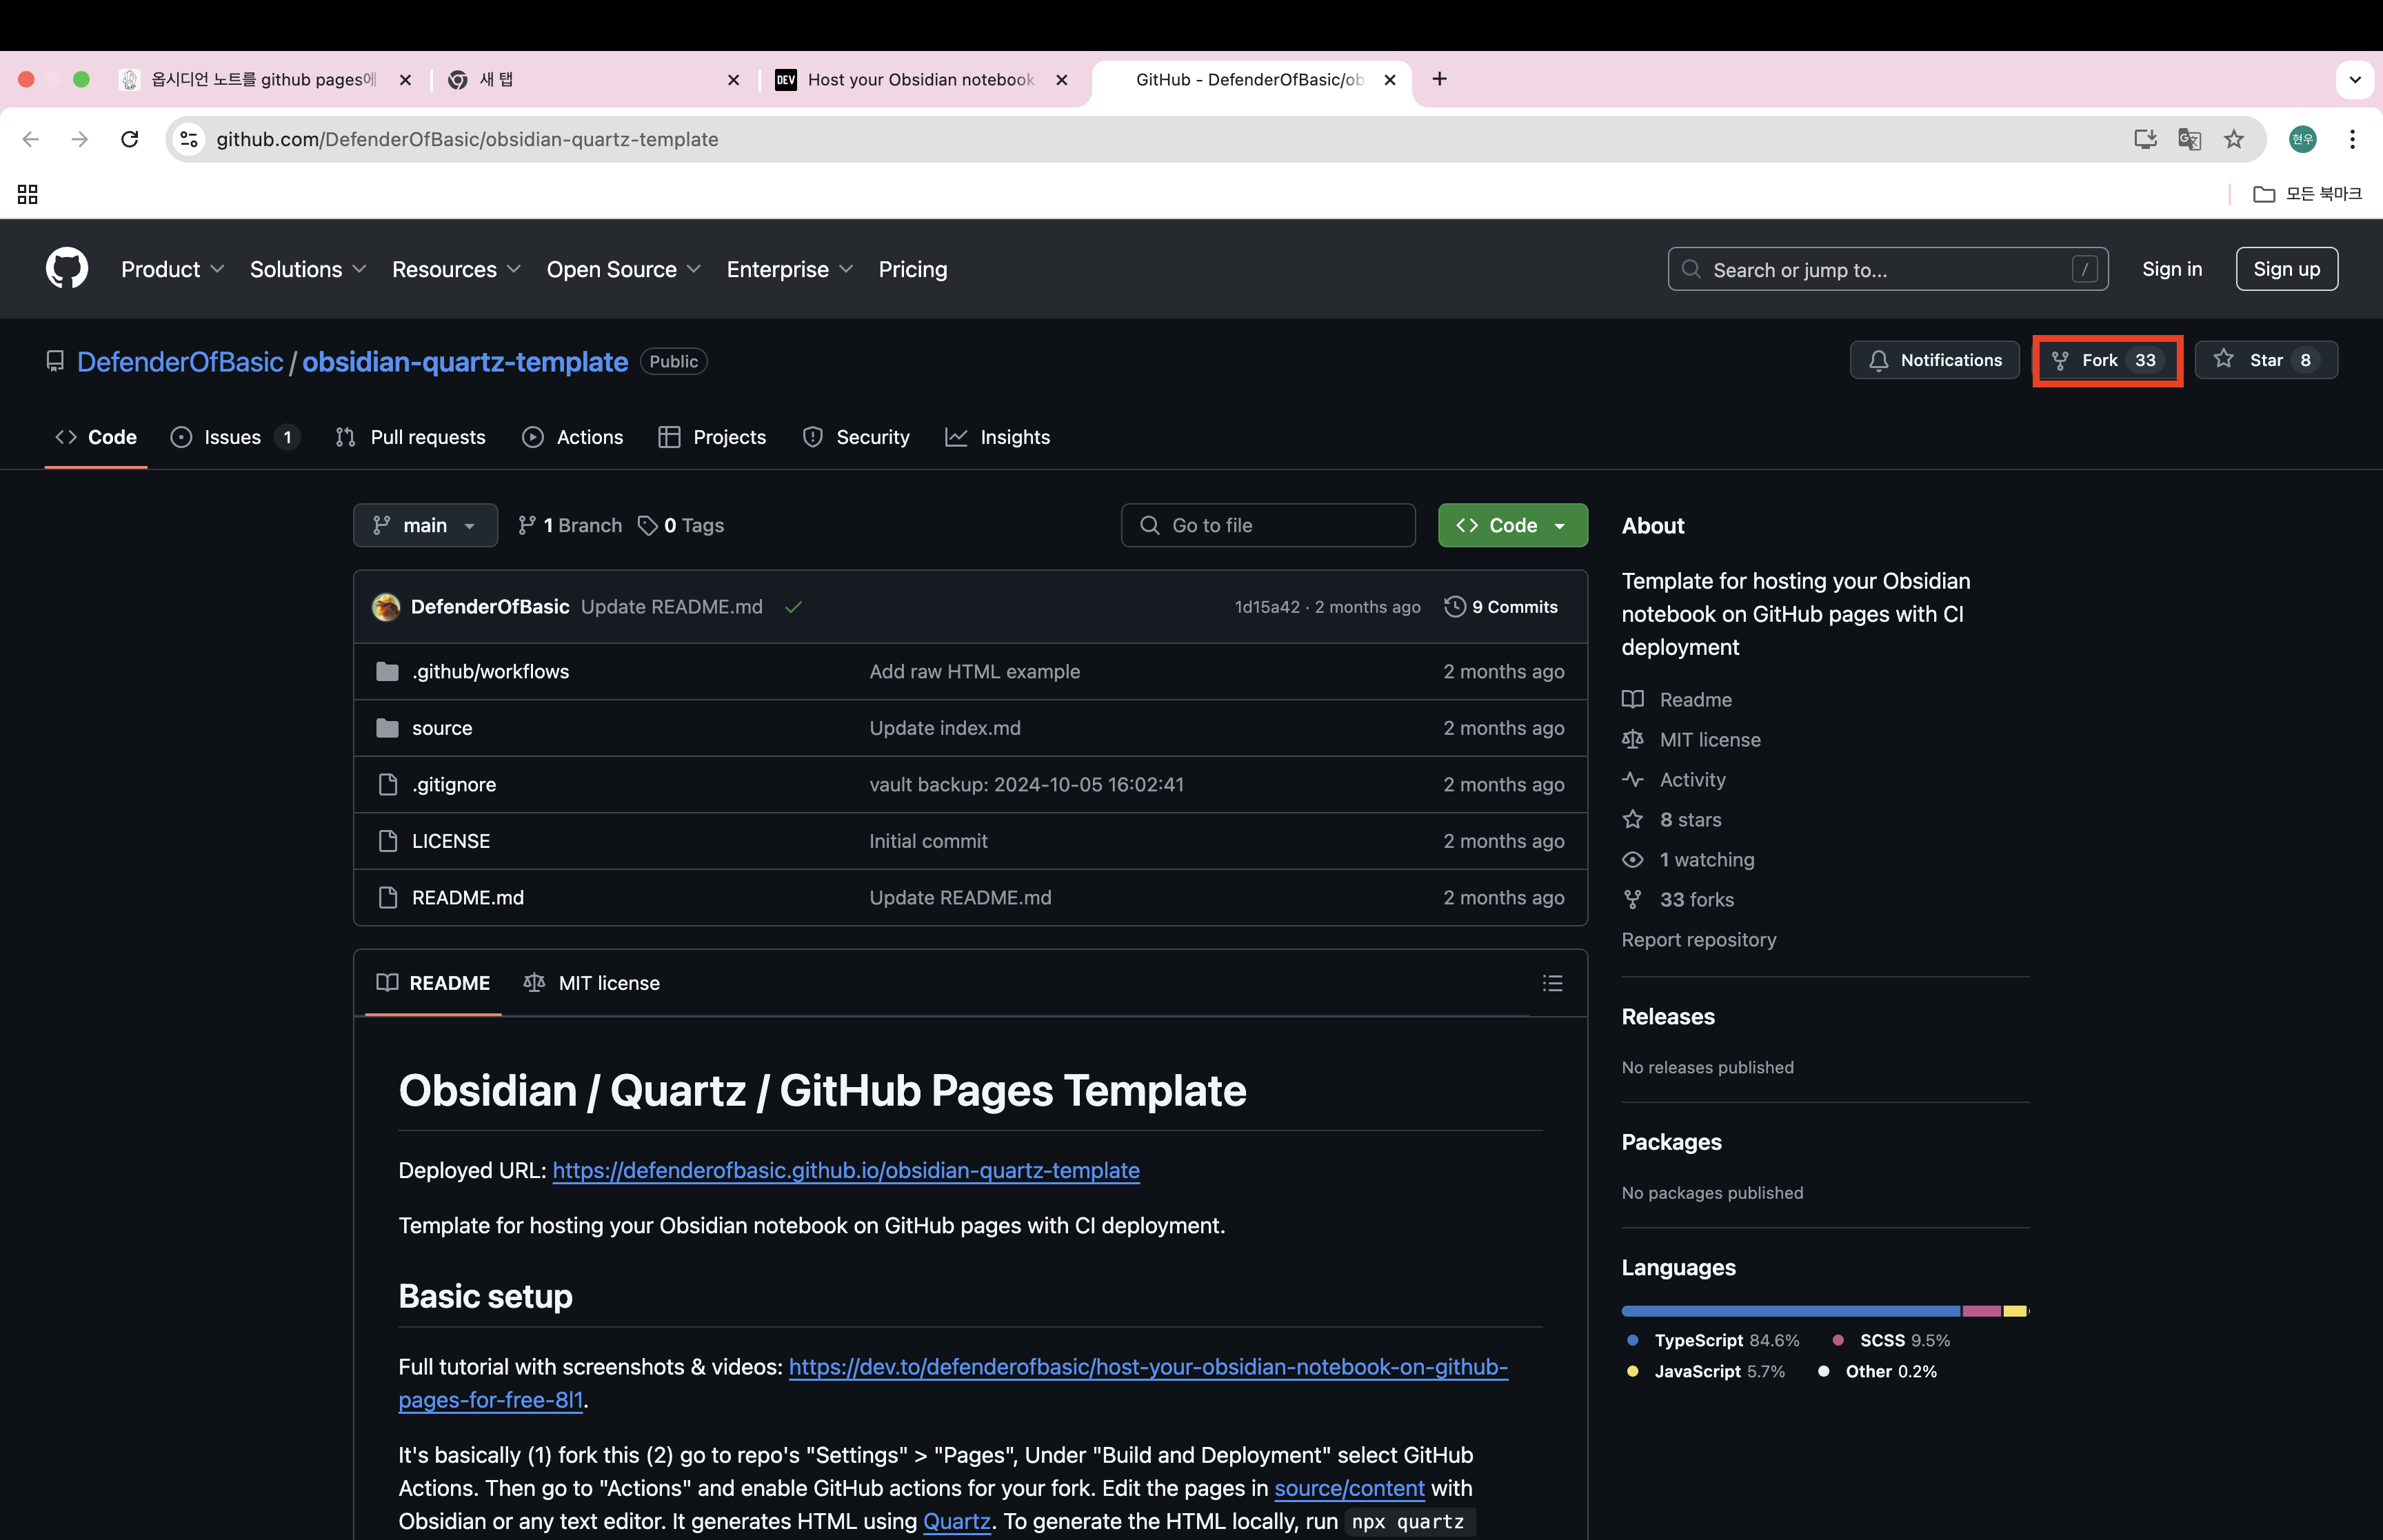 옵시디언 노트를 github pages에
새 탭
DEV
Host your Obsidian notebook
GitHub - DefenderOfBasic/ob
github.com/DefenderOfBasic/obsidian-quartz-template
현우
모든 북마크
Product
Solutions
Resources
Open Source
Enterprise
Pricing
Search or jump to...
/
Sign in
Sign up
DefenderOfBasic / obsidian-quartz-template
Public
Notifications
Fork 33
Star 8
Code
Issues 1
Pull requests
Actions
Projects
Security
Insights
main
1 Branch
0 Tags
Go to file
Code
DefenderOfBasic Update README.md
1d15a42 · 2 months ago
9 Commits
.github/workflows Add raw HTML example 2 months ago
source Update index.md 2 months ago
.gitignore vault backup: 2024-10-05 16:02:41 2 months ago
LICENSE Initial commit 2 months ago
README.md Update README.md 2 months ago
README
MIT license
Obsidian / Quartz / GitHub Pages Template
Deployed URL: https://defenderofbasic.github.io/obsidian-quartz-template
Template for hosting your Obsidian notebook on GitHub pages with CI deployment.
Basic setup
Full tutorial with screenshots & videos: https://dev.to/defenderofbasic/host-your-obsidian-notebook-on-github-
pages-for-free-8l1.
It's basically (1) fork this (2) go to repo's "Settings" > "Pages", Under "Build and Deployment" select GitHub
Actions. Then go to "Actions" and enable GitHub actions for your fork. Edit the pages in source/content with
Obsidian or any text editor. It generates HTML using Quartz. To generate the HTML locally, run npx quartz
About
Template for hosting your Obsidian
notebook on GitHub pages with CI
deployment
Readme
MIT license
Activity
8 stars
1 watching
33 forks
Report repository
Releases
No releases published
Packages
No packages published
Languages
TypeScript 84.6%
SCSS 9.5%
JavaScript 5.7%
Other 0.2%